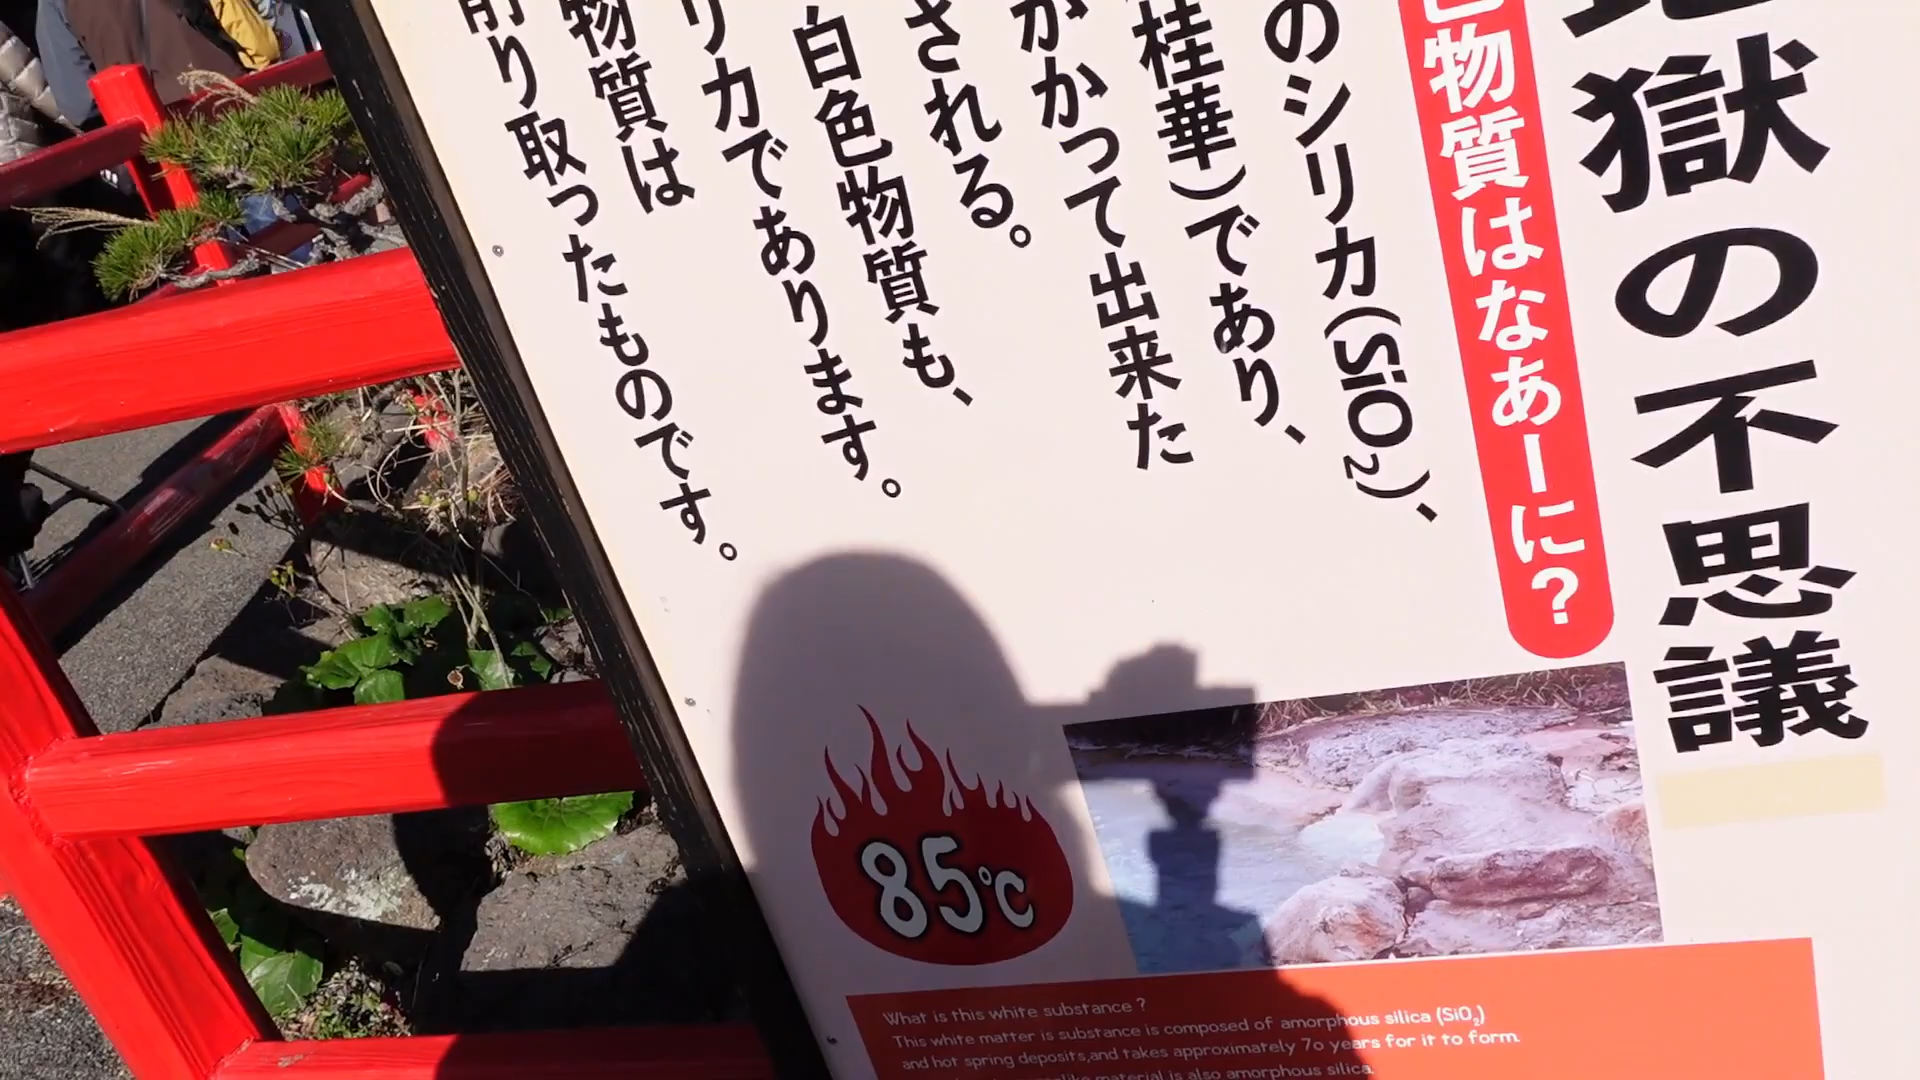 獄の不思議
物質はなあーに?
のシリカ(SiO₂)、
桂華)であり、
かかって出来た
される。
白色物質も、
リカであります。
物質は
削り取ったものです。
85℃
What is this white substance ?
This white matter is substance is composed of amorphous silica (SiO₂)
and hot spring deposits,and takes approximately 70 years for it to form.
like material is also amorphous silica.